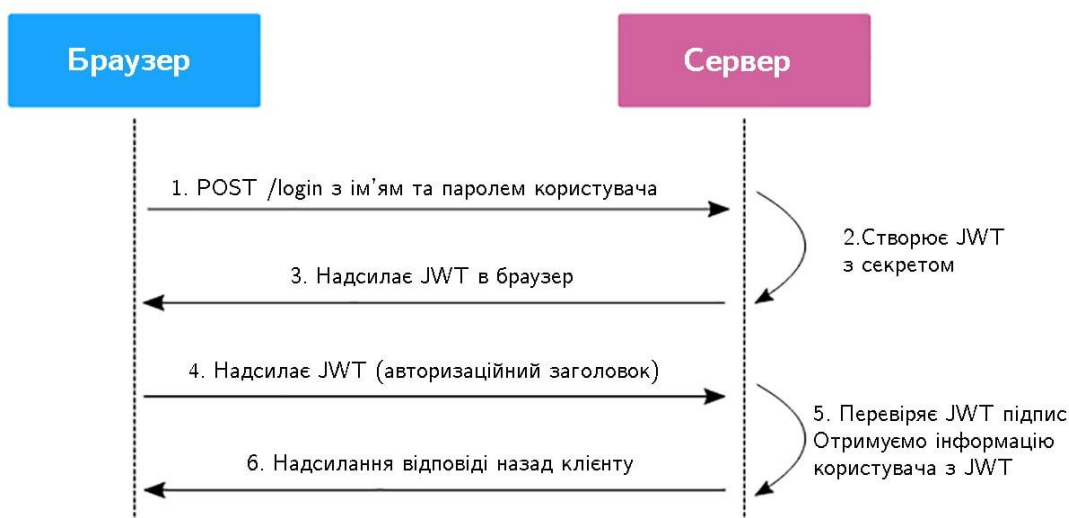 Браузер
Сервер
1. POST /login з ім'ям та паролем користувача
2.Створює JWT
з секретом
3. Надсилає JWT в браузер
4. Надсилає JWT (авторизаційний заголовок)
5. Перевіряє JWT підпис
Отримуємо інформацію
користувача з JWT
6. Надсилання відповіді назад клієнту